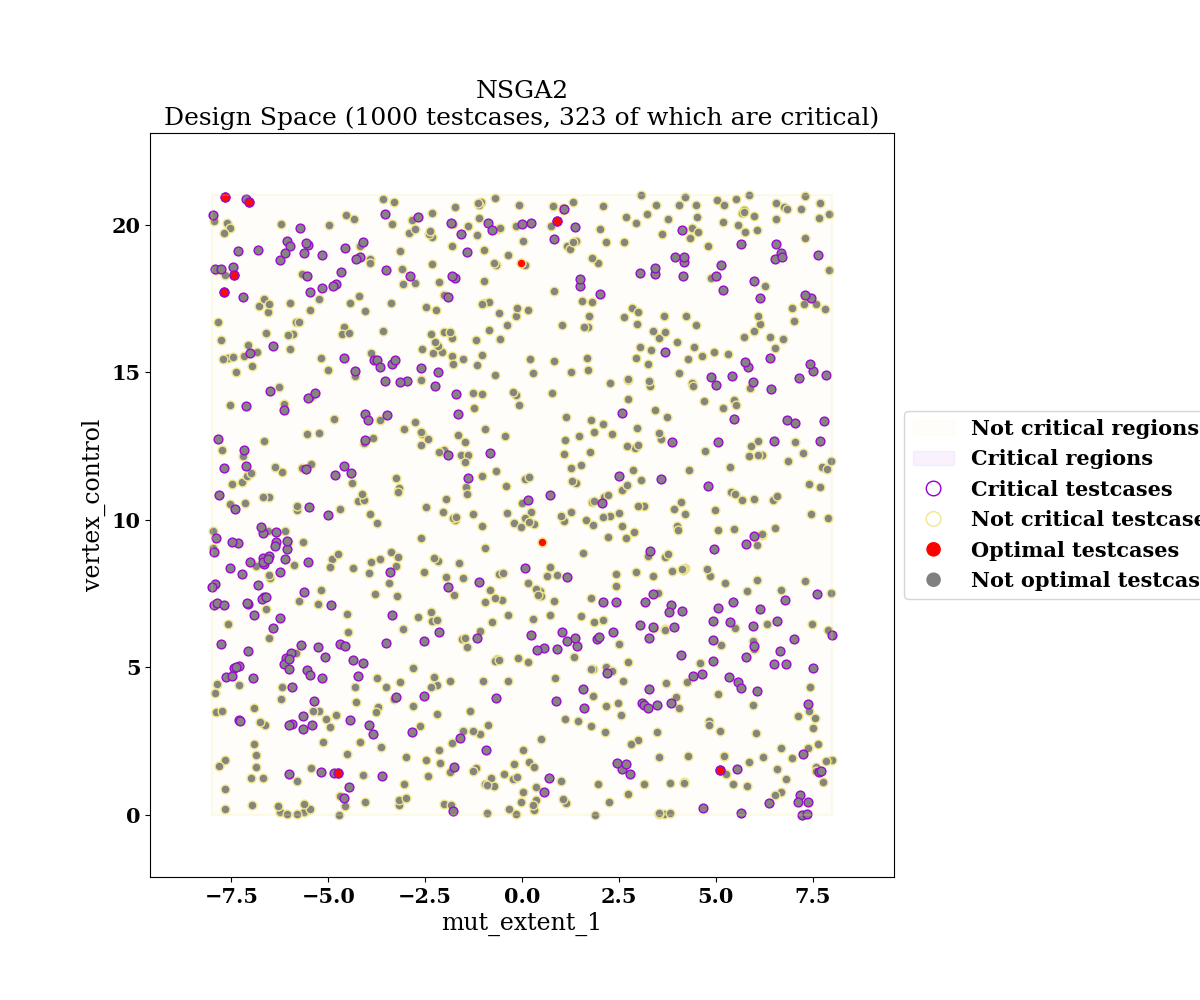 NSGA2
Design Space (1000 testcases, 323 of which are critical)
vertex_control
20
15
10
5
0
−7.5 −5.0 −2.5 0.0 2.5 5.0 7.5
mut_extent_1
Not critical regions
Critical regions
Critical testcases
Not critical testcase
Optimal testcases
Not optimal testcas